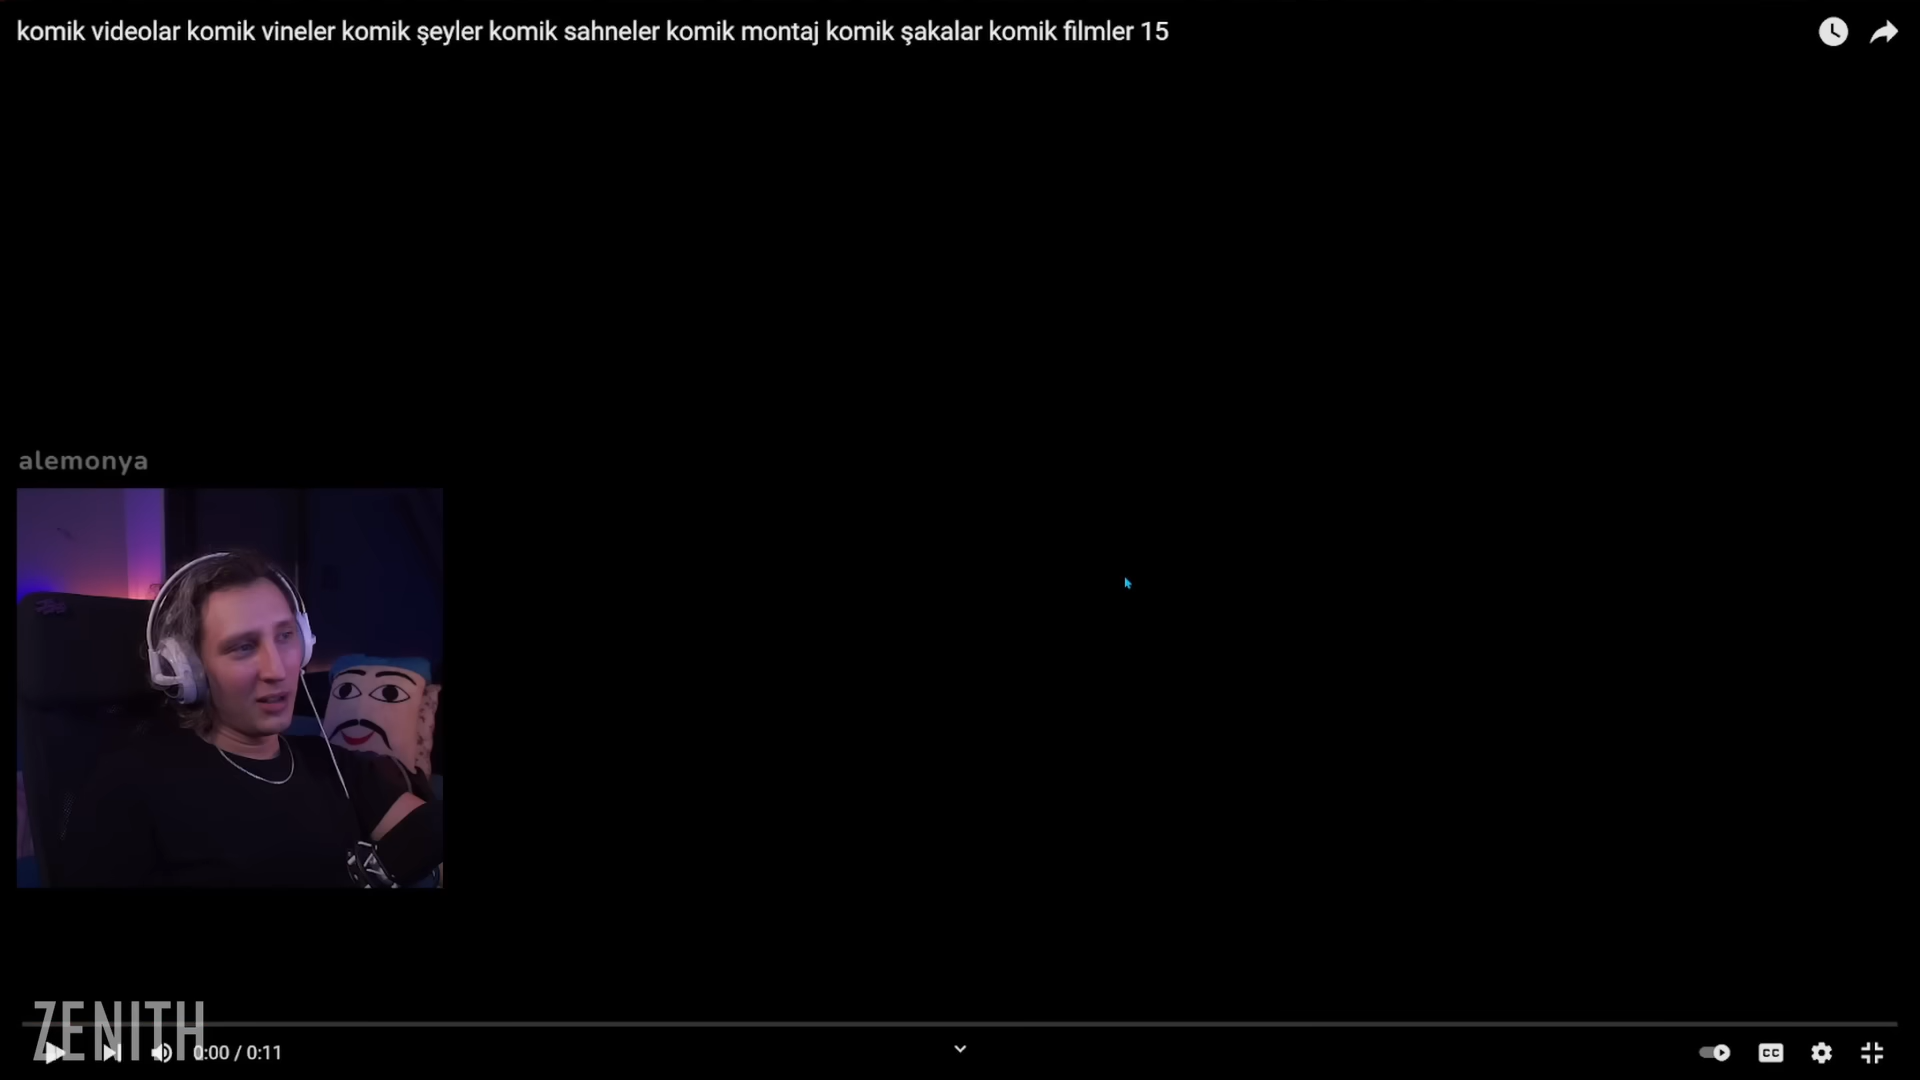 komik videolar komik vineler komik şeyler komik sahneler komik montaj komik şakalar komik filmler 15
alemonya
ZENITH
0:00 / 0:11
CC